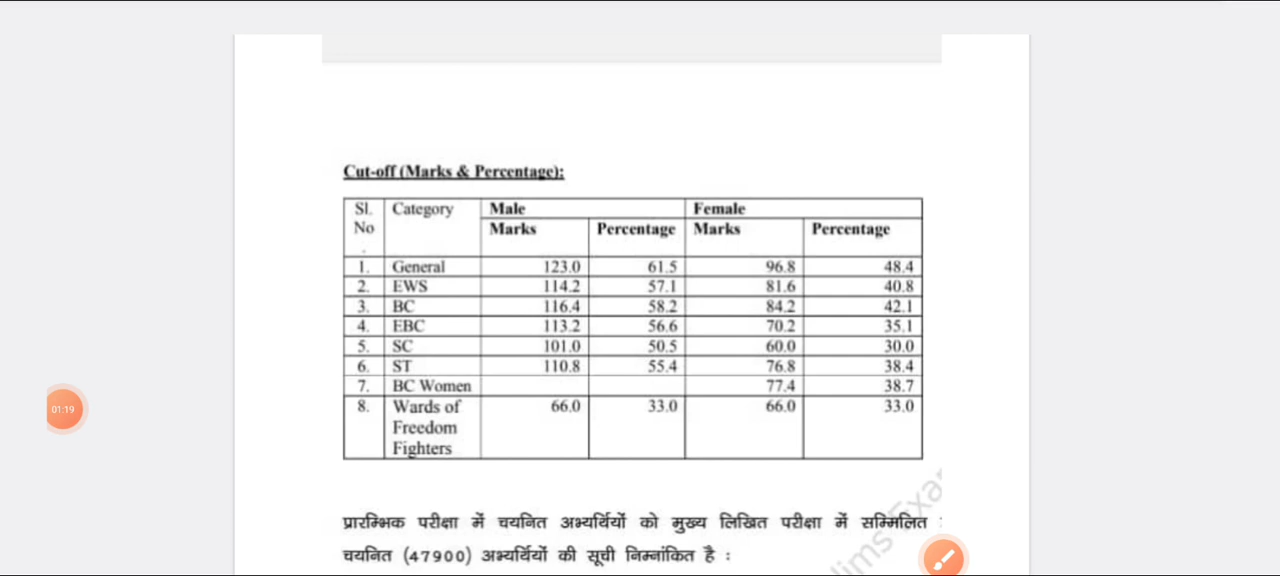 Cut-off (Marks & Percentage):
Sl. No . Category Male Female
Marks Percentage Marks Percentage
1. General 123.0 61.5 96.8 48.4
2. EWS 114.2 57.1 81.6 40.8
3. BC 116.4 58.2 84.2 42.1
4. EBC 113.2 56.6 70.2 35.1
5. SC 101.0 50.5 60.0 30.0
6. ST 110.8 55.4 76.8 38.4
7. BC Women 77.4 38.7
8. Wards of Freedom Fighters 66.0 33.0 66.0 33.0
प्रारम्भिक परीक्षा में चयनित अभ्यर्थियों को मुख्य लिखित परीक्षा में सम्मिलित
चयनित (47900) अभ्यर्थियों की सूची निम्नांकित है :
01:19